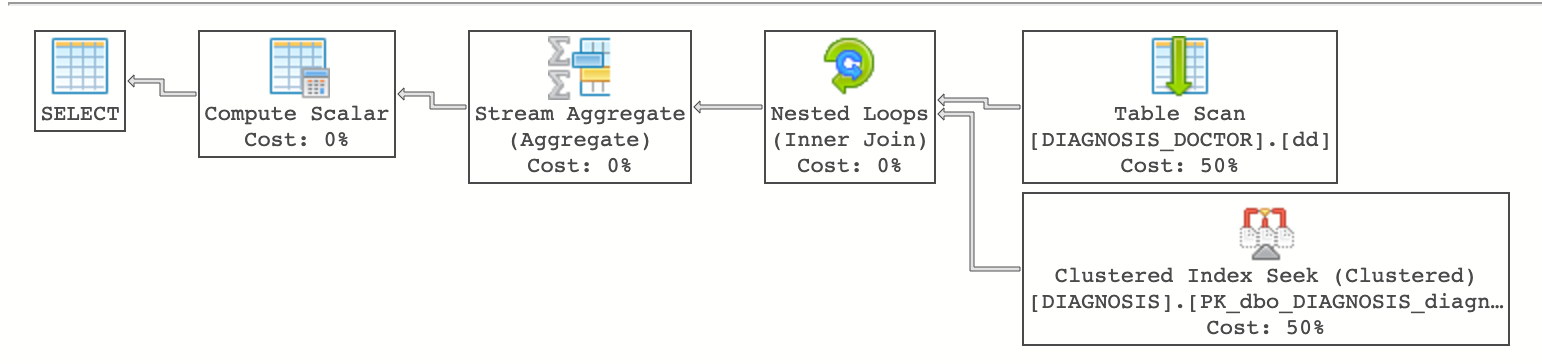 SELECT
Compute Scalar
Cost: 0%
Stream Aggregate
(Aggregate)
Cost: 0%
Nested Loops
(Inner Join)
Cost: 0%
Table Scan
[DIAGNOSIS_DOCTOR].[dd]
Cost: 50%
Clustered Index Seek (Clustered)
[DIAGNOSIS].[PK_dbo_DIAGNOSIS_diagn…
Cost: 50%